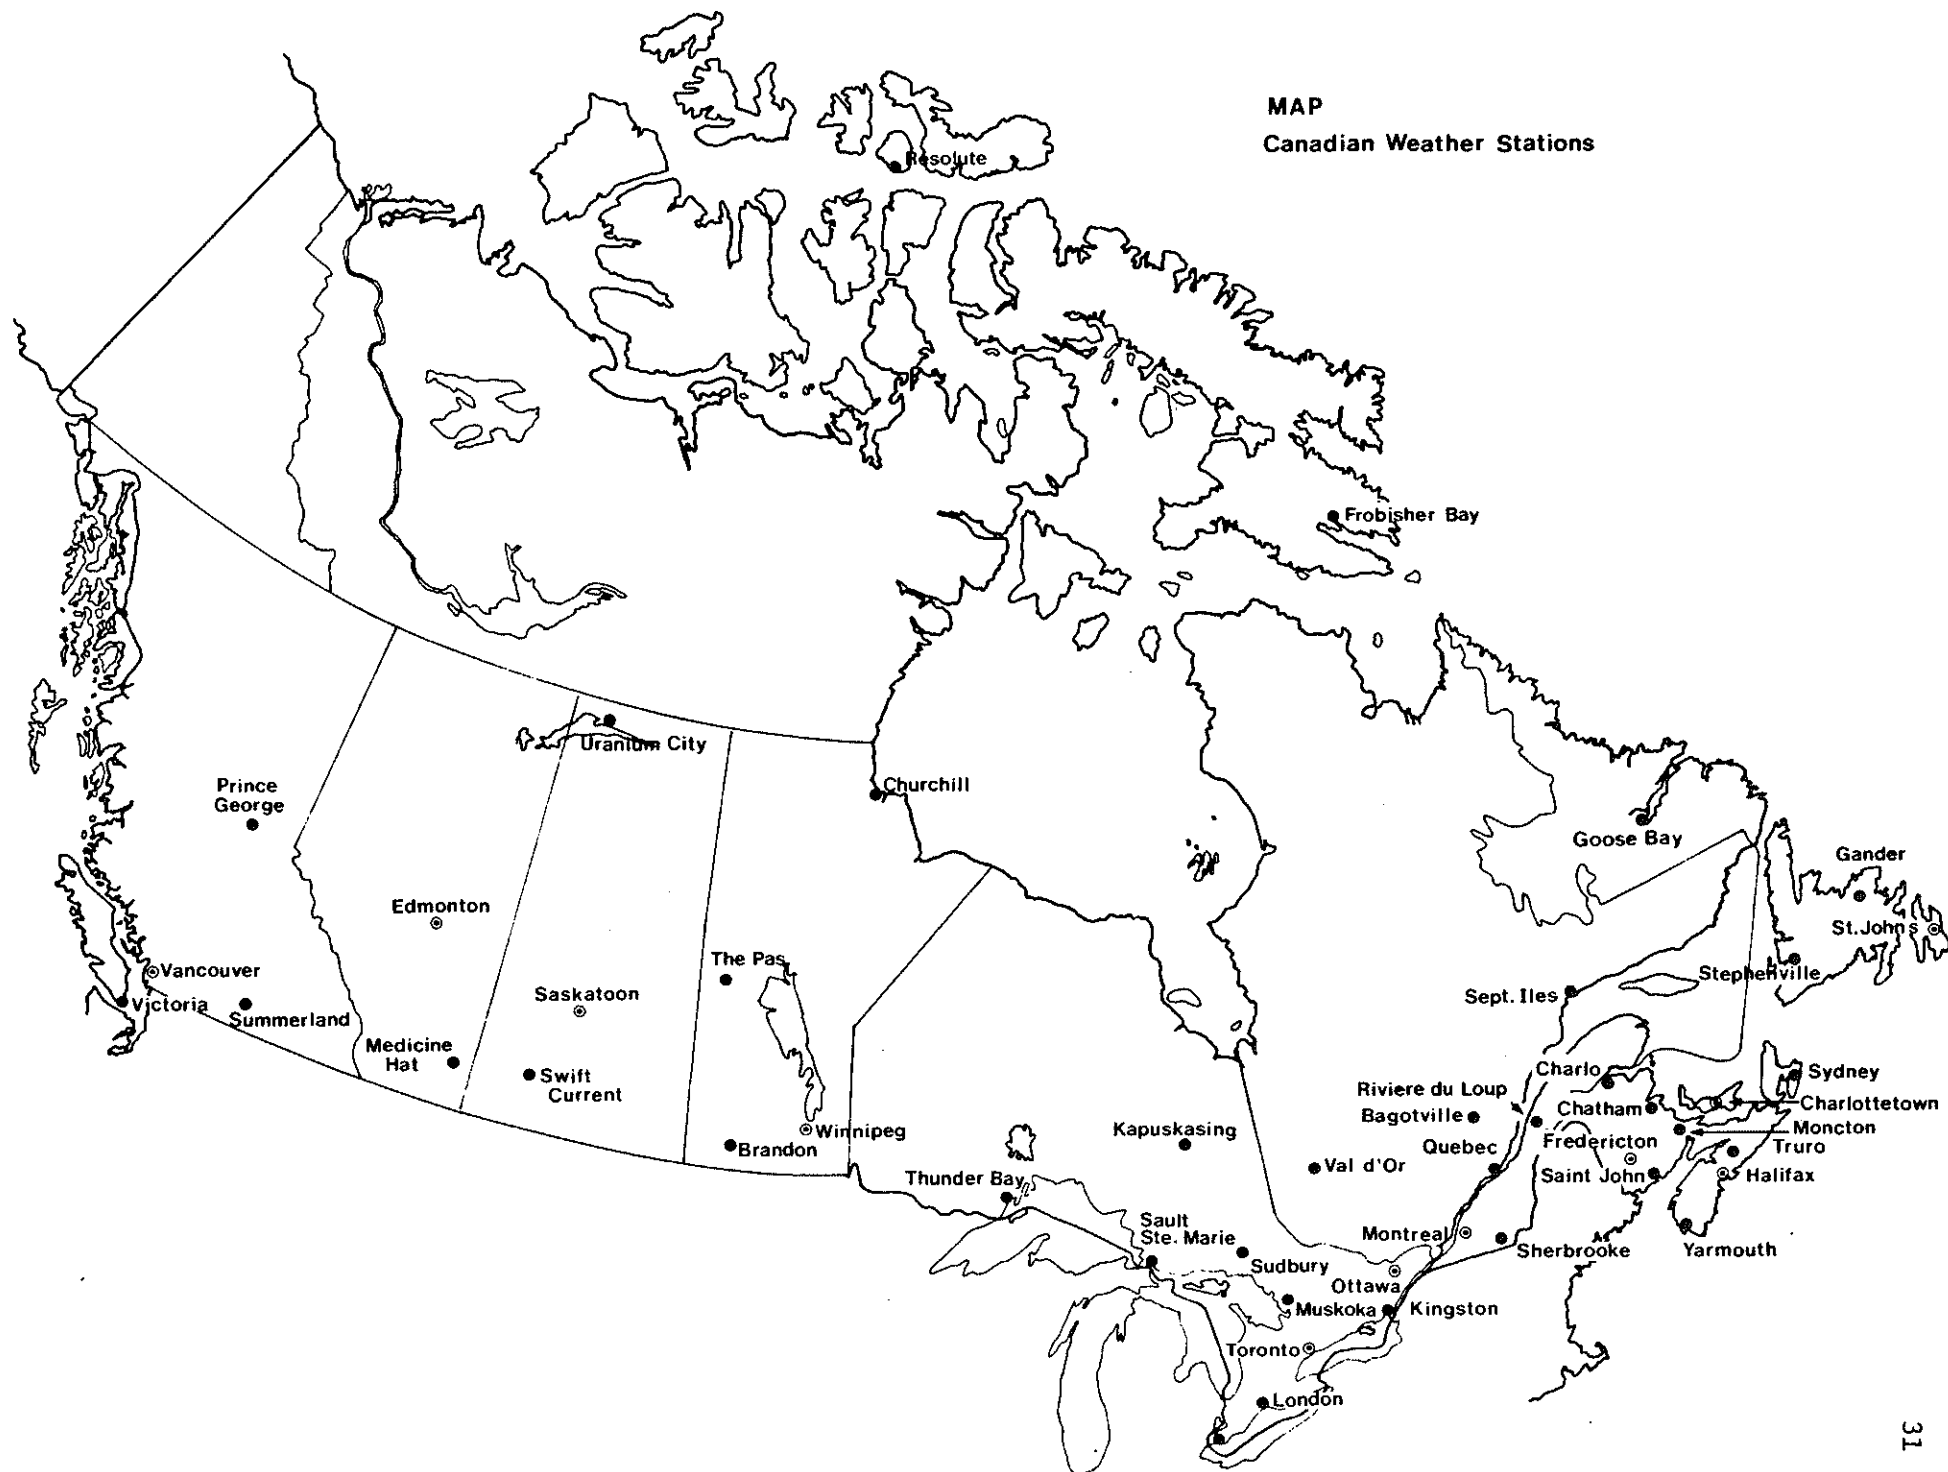 MAP
Canadian Weather Stations
Resolute
Frobisher Bay
Uranium City
Churchill
Prince
George
Goose Bay
Gander
Edmonton
St. John's
The Pas
Vancouver
Stephenville
Saskatoon
Sept. Iles
Victoria
Summerland
Medicine
Hat
Swift
Current
Charlo
Sydney
Riviere du Loup
Bagotville
Chatham
Charlottetown
Winnipeg
Kapuskasing
Moncton
Brandon
Quebec
Fredericton
Truro
Val d'Or
Thunder Bay
Saint John
Halifax
Sault
Ste. Marie
Montreal
Sherbrooke
Yarmouth
Sudbury
Ottawa
Muskoka
Kingston
Toronto
London
31